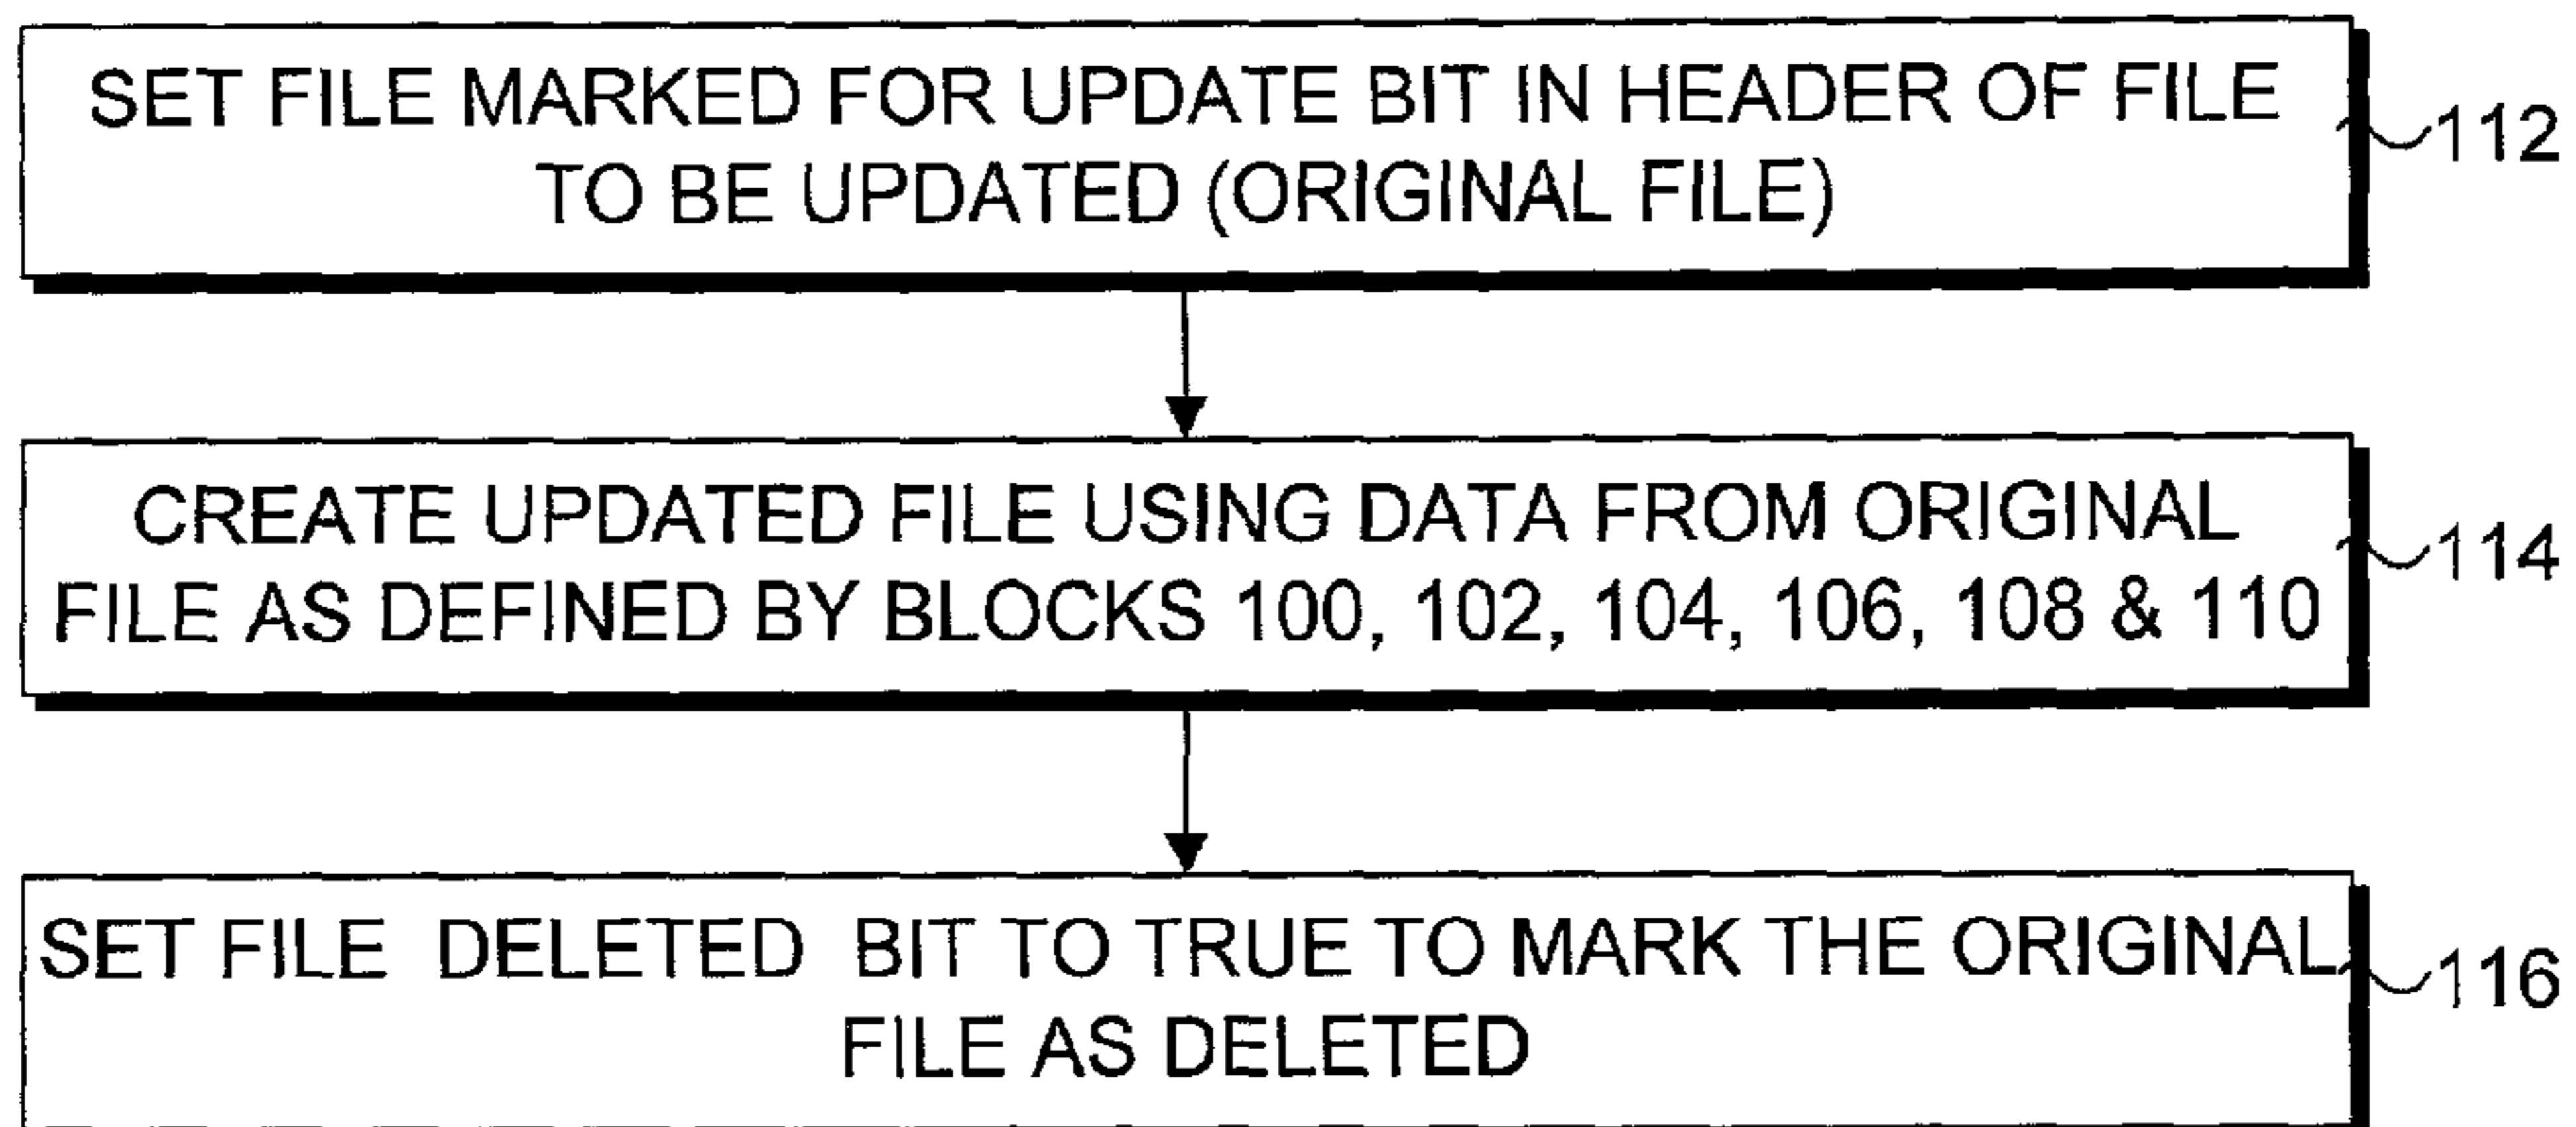 SET FILE MARKED FOR UPDATE BIT IN HEADER OF FILE
TO BE UPDATED (ORIGINAL FILE)
112
CREATE UPDATED FILE USING DATA FROM ORIGINAL
FILE AS DEFINED BY BLOCKS 100, 102, 104, 106, 108 & 110
114
SET FILE DELETED BIT TO TRUE TO MARK THE ORIGINAL
FILE AS DELETED
116